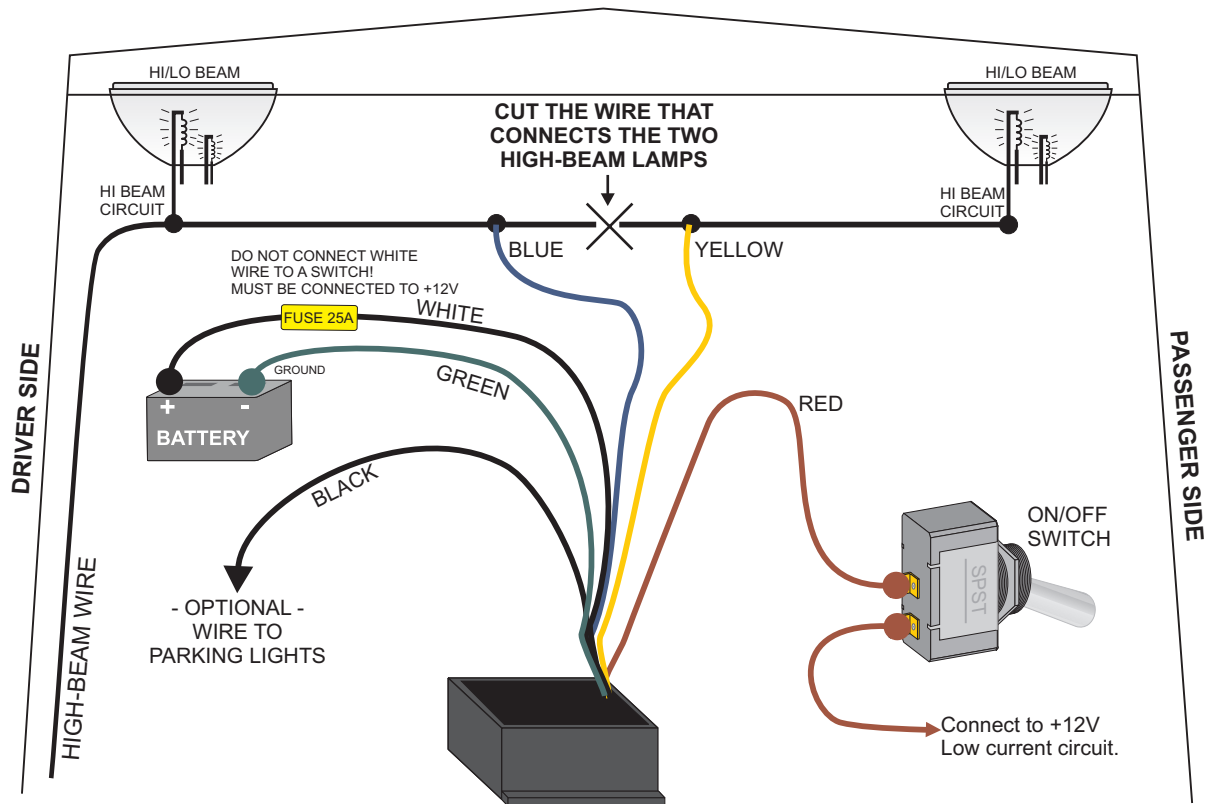 HI/LO BEAM
HI/LO BEAM
CUT THE WIRE THAT
CONNECTS THE TWO
HIGH-BEAM LAMPS
HI BEAM
CIRCUIT
HI BEAM
CIRCUIT
BLUE
YELLOW
DO NOT CONNECT WHITE
WIRE TO A SWITCH!
MUST BE CONNECTED TO +12V
WHITE
FUSE 25A
GROUND
GREEN
+
-
BATTERY
RED
DRIVER SIDE
PASSENGER SIDE
BLACK
ON/OFF
SWITCH
SPST
- OPTIONAL -
WIRE TO
PARKING LIGHTS
HIGH-BEAM WIRE
Connect to +12V
Low current circuit.